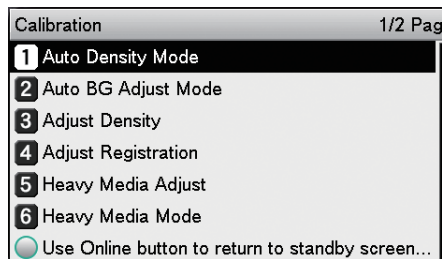 Calibration 1/2 Pag
1 Auto Density Mode
2 Auto BG Adjust Mode
3 Adjust Density
4 Adjust Registration
5 Heavy Media Adjust
6 Heavy Media Mode
Use Online button to return to standby screen...